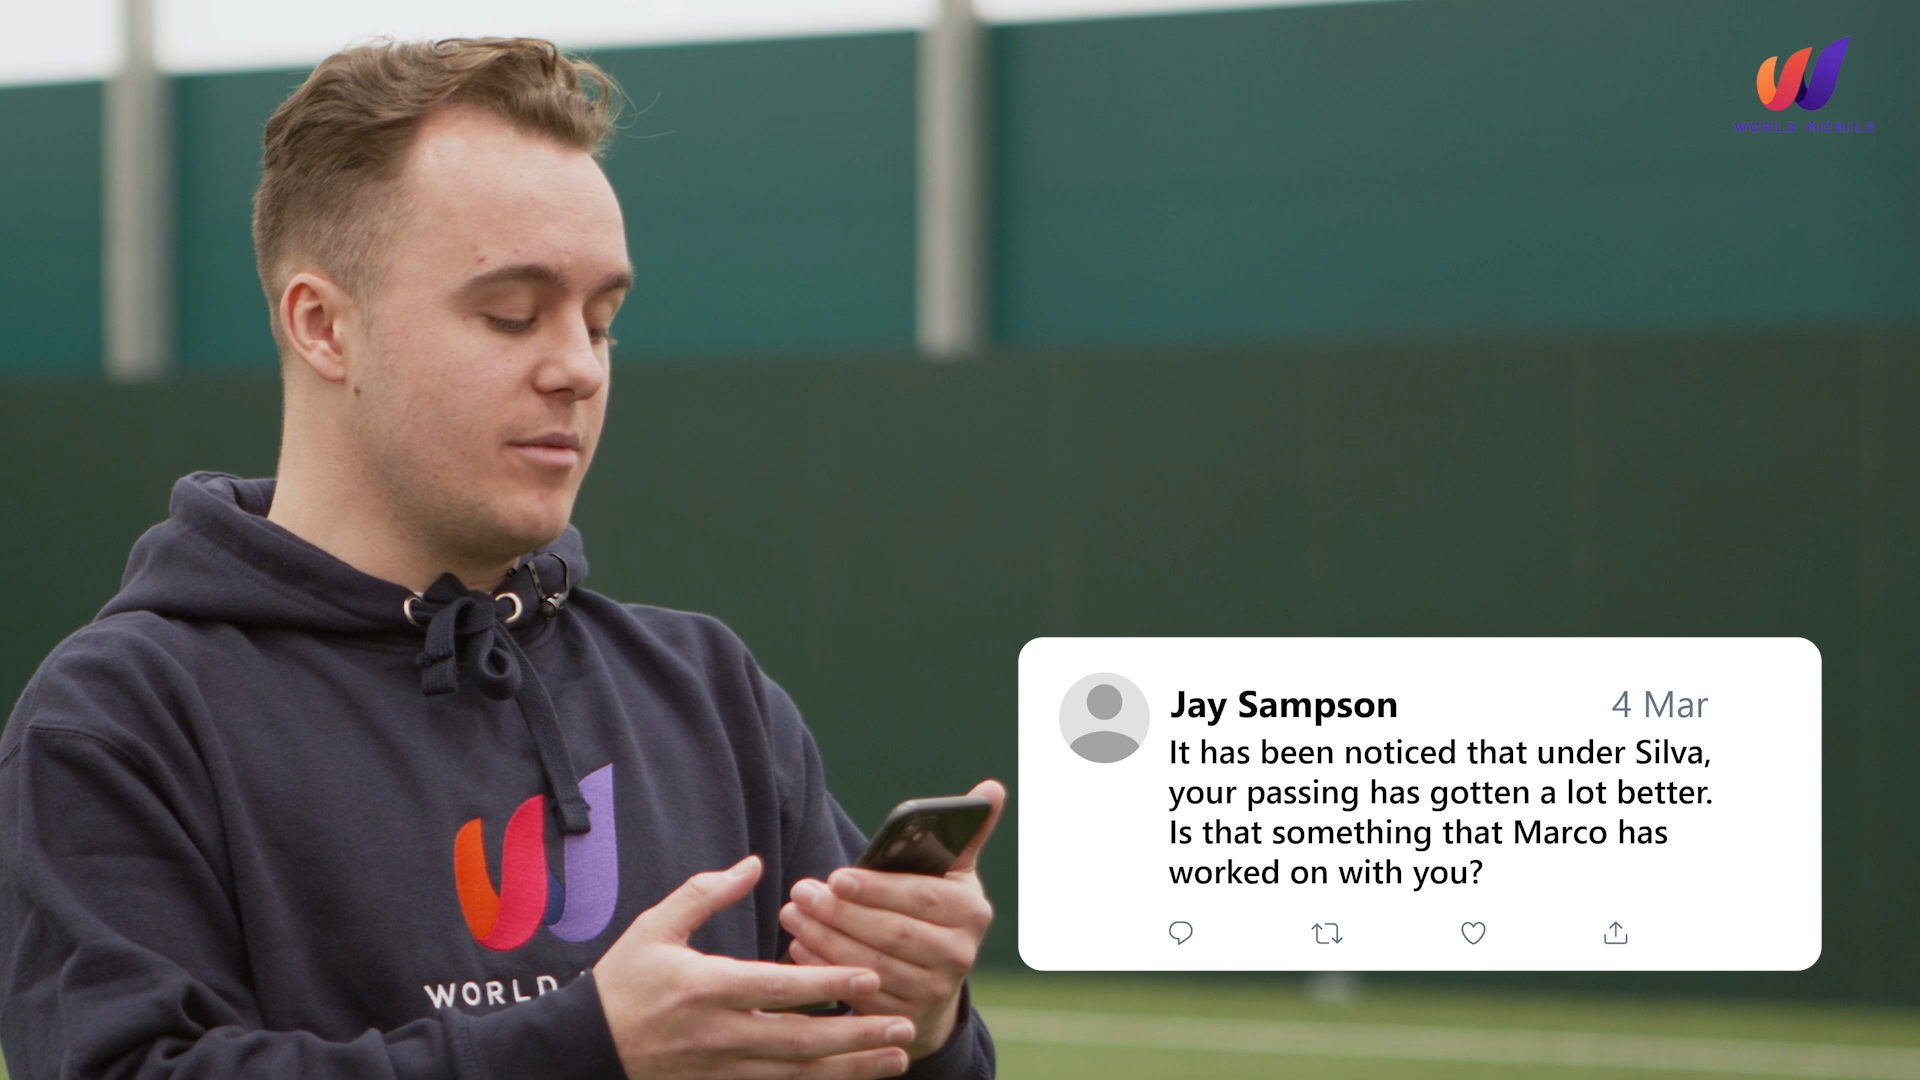 WORLD MOBILE
Jay Sampson 4 Mar
It has been noticed that under Silva,
your passing has gotten a lot better.
Is that something that Marco has
worked on with you?
WORLD